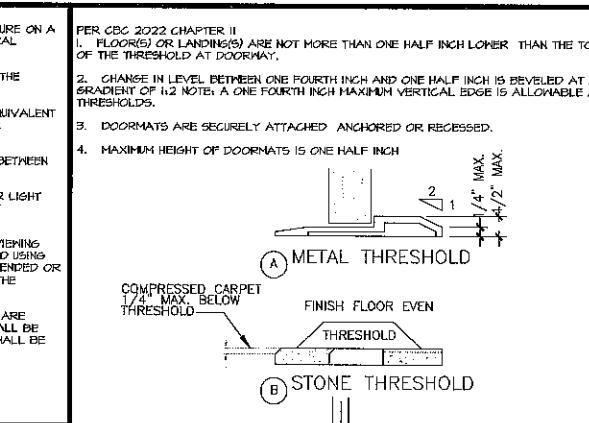 URE ON A
CAL
THE
QUIVALENT
BETWEEN
R LIGHT
VIEWING
D USING
ENDED OR
THE
ARE
ALL BE
HALL BE
PER CBC 2022 CHAPTER 11
1. FLOOR(S) OR LANDING(S) ARE NOT MORE THAN ONE HALF INCH LOWER THAN THE TO
OF THE THRESHOLD AT DOORWAY.
2. CHANGE IN LEVEL BETWEEN ONE FOURTH INCH AND ONE HALF INCH IS BEVELED AT
GRADIENT OF 1:2 NOTE: A ONE FOURTH INCH MAXIMUM VERTICAL EDGE IS ALLOWABLE
THRESHOLDS.
3. DOORMATS ARE SECURELY ATTACHED ANCHORED OR RECESSED.
4. MAXIMUM HEIGHT OF DOORMATS IS ONE HALF INCH
2
1
1/4" MAX.
1/2" MAX.
A METAL THRESHOLD
COMPRESSED CARPET
1/4" MAX. BELOW
THRESHOLD
FINISH FLOOR EVEN
THRESHOLD
B STONE THRESHOLD